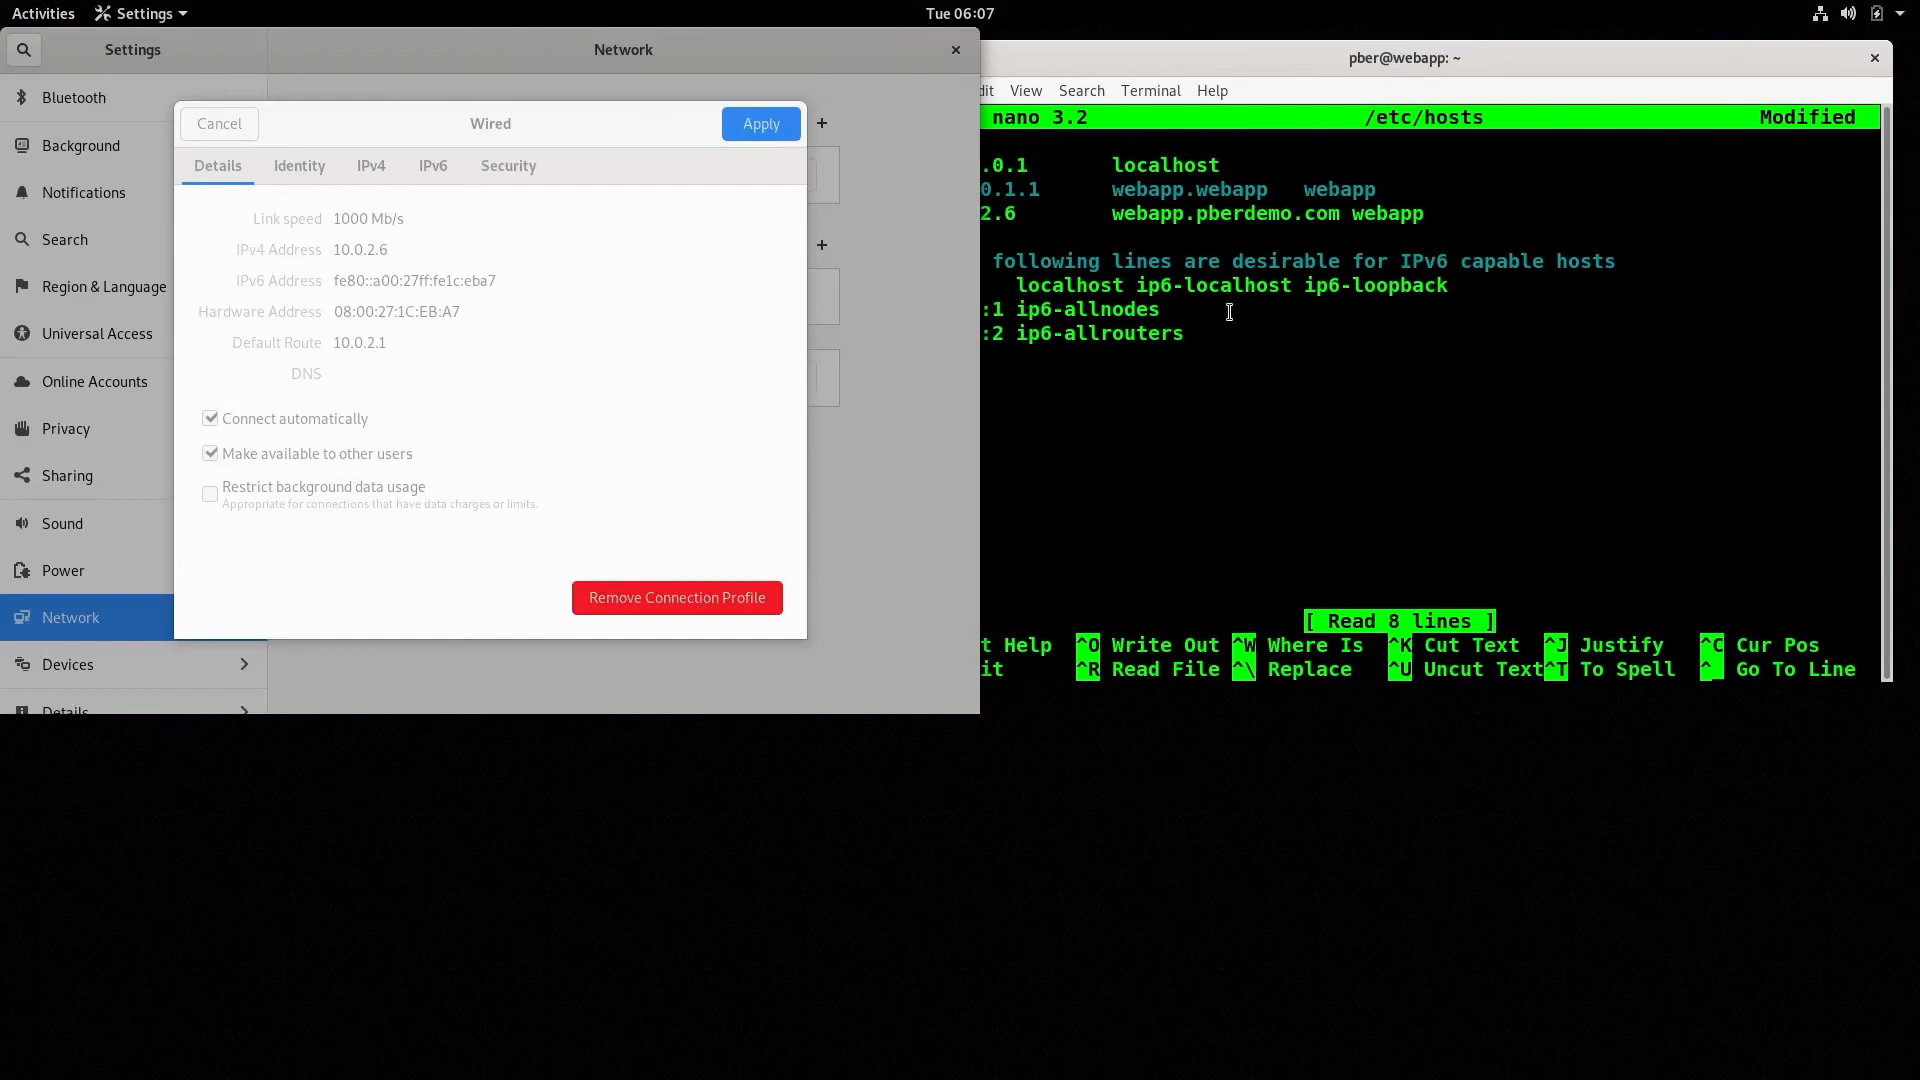 Activities Settings Tue 06:07
Settings Network
Bluetooth
Background
Notifications
Search
Region & Language
Universal Access
Online Accounts
Privacy
Sharing
Sound
Power
Network
Devices
Details
Cancel Wired Apply
Details Identity IPv4 IPv6 Security
Link speed 1000 Mb/s
IPv4 Address 10.0.2.6
IPv6 Address fe80::a00:27ff:fe1c:eba7
Hardware Address 08:00:27:1C:EB:A7
Default Route 10.0.2.1
DNS
Connect automatically
Make available to other users
Restrict background data usage
Appropriate for connections that have data charges or limits.
Remove Connection Profile
pber@webapp: ~
dit View Search Terminal Help
nano 3.2 /etc/hosts Modified
.0.1 localhost
0.1.1 webapp.webapp webapp
2.6 webapp.pberdemo.com webapp
following lines are desirable for IPv6 capable hosts
localhost ip6-localhost ip6-loopback
:1 ip6-allnodes
:2 ip6-allrouters
[ Read 8 lines ]
t Help ^O Write Out ^W Where Is ^K Cut Text ^J Justify ^C Cur Pos
it ^R Read File ^\ Replace ^U Uncut Text ^T To Spell ^_ Go To Line